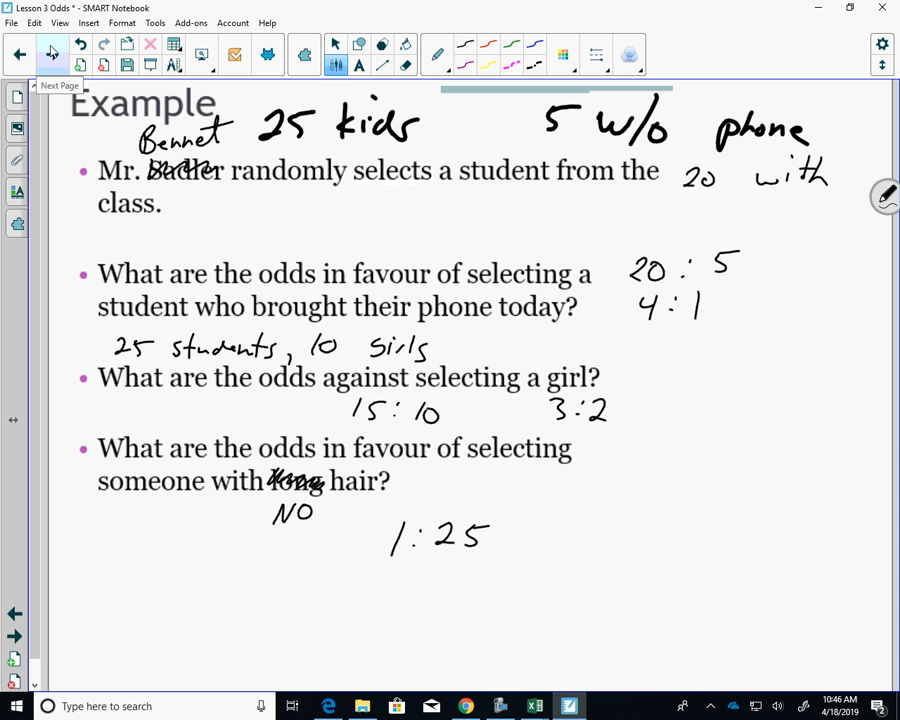 Lesson 3 Odds * - SMART Notebook
File Edit View Insert Format Tools Add-ons Account Help
Next Page
Example 25 kids 5 w/o phone
Bennet
Mr. Sadler randomly selects a student from the 20 with
class.
What are the odds in favour of selecting a 20 : 5
student who brought their phone today? 4 : 1
25 students, 10 girls
What are the odds against selecting a girl?
15 : 10 3 : 2
What are the odds in favour of selecting
someone with long hair?
NO
1 : 25
Type here to search
10:46 AM
4/18/2019